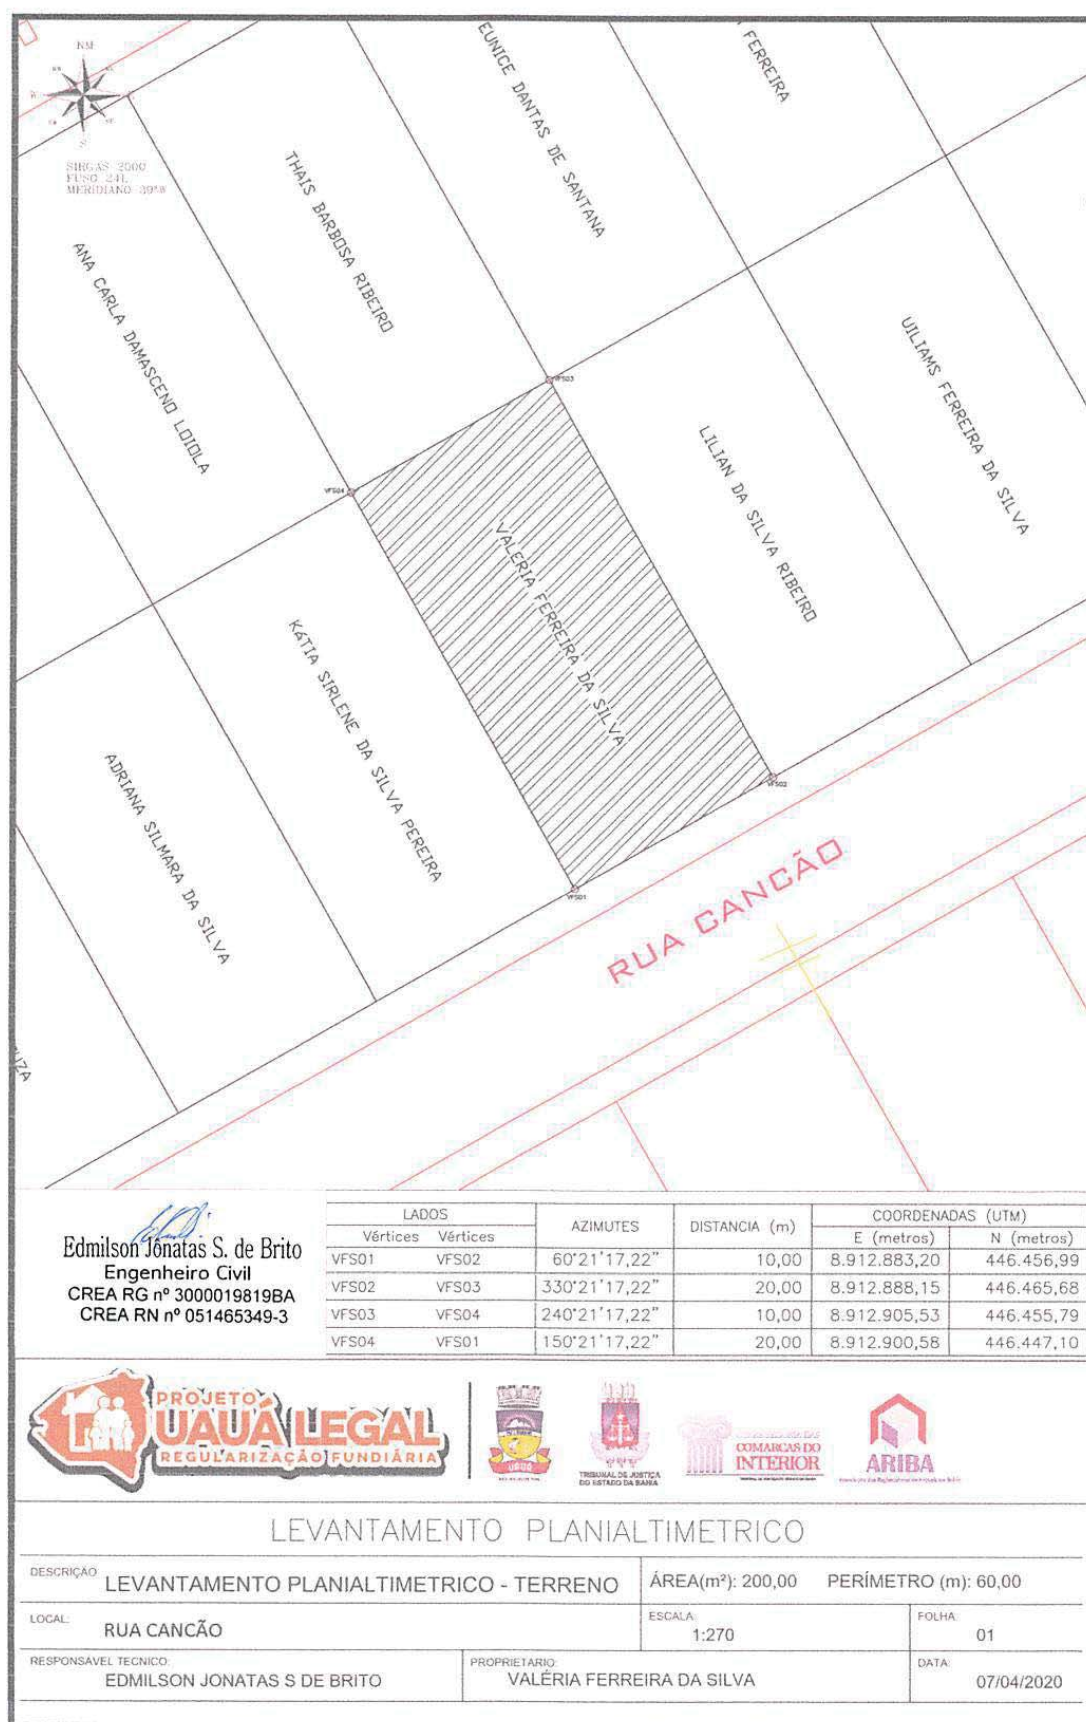 NM
SIRGAS 2000
FUSO 24L
MERIDIANO 39°W
EUNICE DANTAS DE SANTANA
FERREIRA
THAIS BARBOSA RIBEIRO
ANA CARLA DAMASCENO LOIOLA
UILIAMS FERREIRA DA SILVA
VFS03
LILIAN DA SILVA RIBEIRO
VFS04
VALERIA FERREIRA DA SILVA
KATIA SIRLENE DA SILVA PEREIRA
ADRIANA SILMARA DA SILVA
VFS02
VFS01
RUA CANCÃO
UZA
Edmilson Jônatas S. de Brito
Engenheiro Civil
CREA RG nº 3000019819BA
CREA RN nº 051465349-3
LADOS AZIMUTES DISTANCIA (m) COORDENADAS (UTM)
Vértices Vértices E (metros) N (metros)
VFS01 VFS02 60°21'17,22" 10,00 8.912.883,20 446.456,99
VFS02 VFS03 330°21'17,22" 20,00 8.912.888,15 446.465,68
VFS03 VFS04 240°21'17,22" 10,00 8.912.905,53 446.455,79
VFS04 VFS01 150°21'17,22" 20,00 8.912.900,58 446.447,10
PROJETO
UAUÁ LEGAL
REGULARIZAÇÃO FUNDIÁRIA
TRIBUNAL DE JUSTIÇA
DO ESTADO DA BAHIA
COMARCAS DO
INTERIOR
ARIBA
LEVANTAMENTO PLANIALTIMETRICO
DESCRIÇÃO LEVANTAMENTO PLANIALTIMETRICO - TERRENO ÁREA(m²): 200,00 PERÍMETRO (m): 60,00
LOCAL: RUA CANCÃO ESCALA: 1:270 FOLHA 01
RESPONSAVEL TECNICO: EDMILSON JONATAS S DE BRITO PROPRIETARIO: VALÉRIA FERREIRA DA SILVA DATA: 07/04/2020